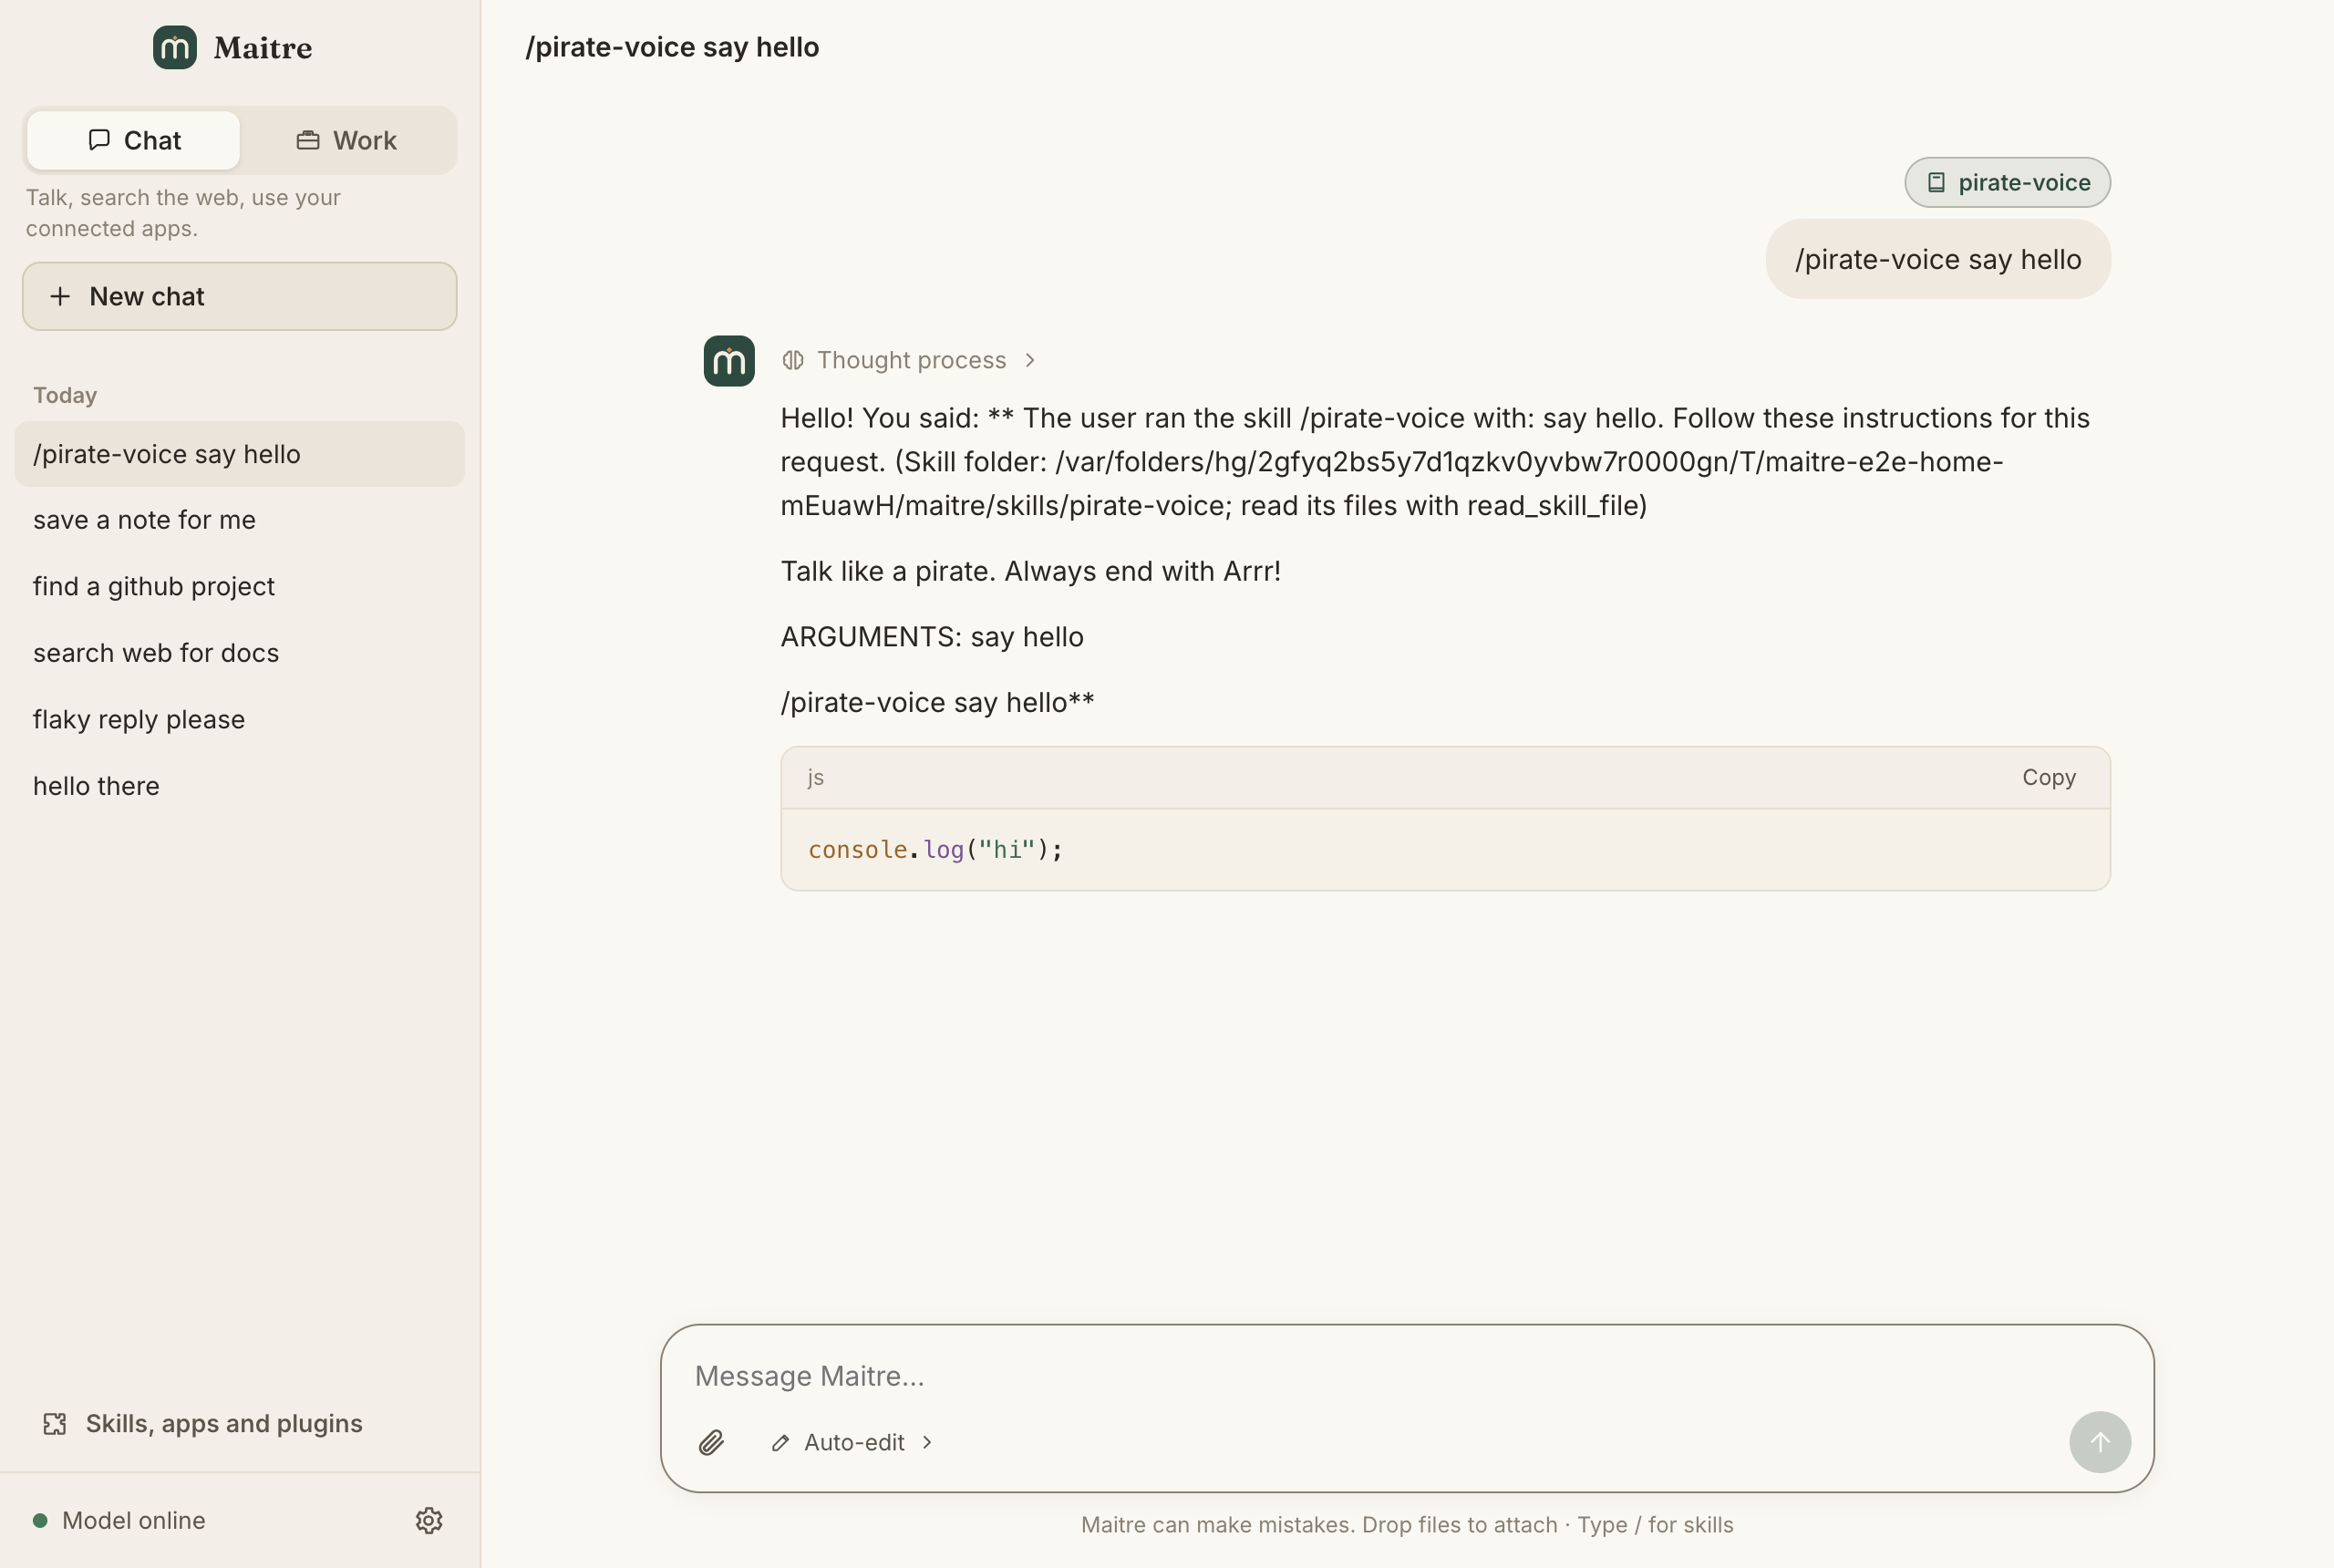 Maitre
Chat
Work
Talk, search the web, use your
connected apps.
New chat
Today
/pirate-voice say hello
save a note for me
find a github project
search web for docs
flaky reply please
hello there
Skills, apps and plugins
Model online
/pirate-voice say hello
pirate-voice
/pirate-voice say hello
Thought process
Hello! You said: ** The user ran the skill /pirate-voice with: say hello. Follow these instructions for this
request. (Skill folder: /var/folders/hg/2gfyq2bs5y7d1qzkv0yvbw7r0000gn/T/maitre-e2e-home-
mEuawH/maitre/skills/pirate-voice; read its files with read_skill_file)
Talk like a pirate. Always end with Arrr!
ARGUMENTS: say hello
/pirate-voice say hello**
js
Copy
console.log("hi");
Message Maitre...
Auto-edit
Maitre can make mistakes. Drop files to attach · Type / for skills